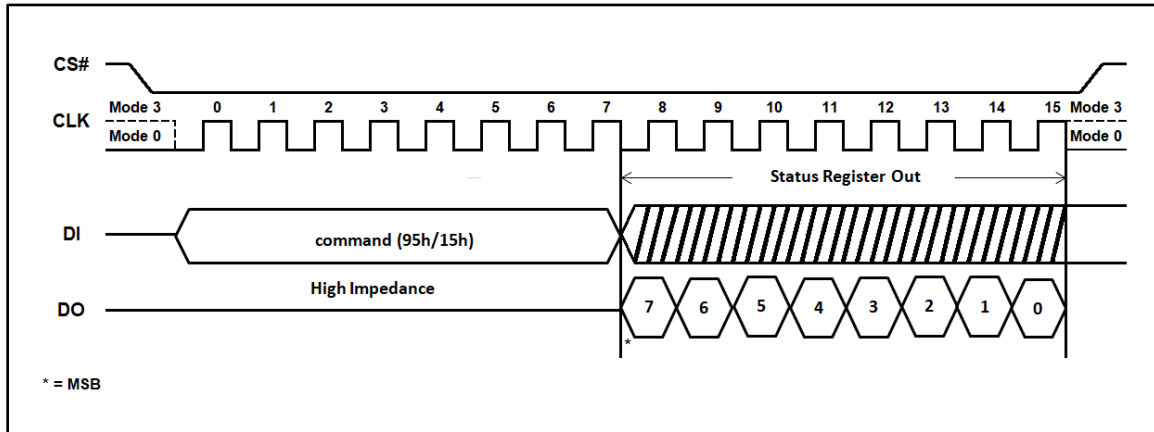 CS#
Mode 3 0 1 2 3 4 5 6 7 8 9 10 11 12 13 14 15 Mode 3
CLK
Mode 0 Mode 0
Status Register Out
DI command (95h/15h)
High Impedance
DO 7 6 5 4 3 2 1 0
*
* = MSB